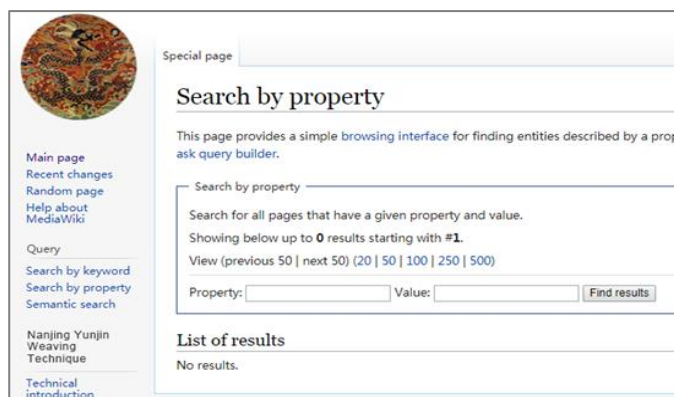 Special page
Search by property
This page provides a simple browsing interface for finding entities described by a
ask query builder.
Main page
Recent changes
Random page
Help about
MediaWiki
Query
Search by keyword
Search by property
Semantic search
Nanjing Yunjin
Weaving
Technique
Technical
introduction
Search by property
Search for all pages that have a given property and value.
Showing below up to 0 results starting with #1.
View (previous 50 | next 50) (20 | 50 | 100 | 250 | 500)
Property: Value: Find results
List of results
No results.